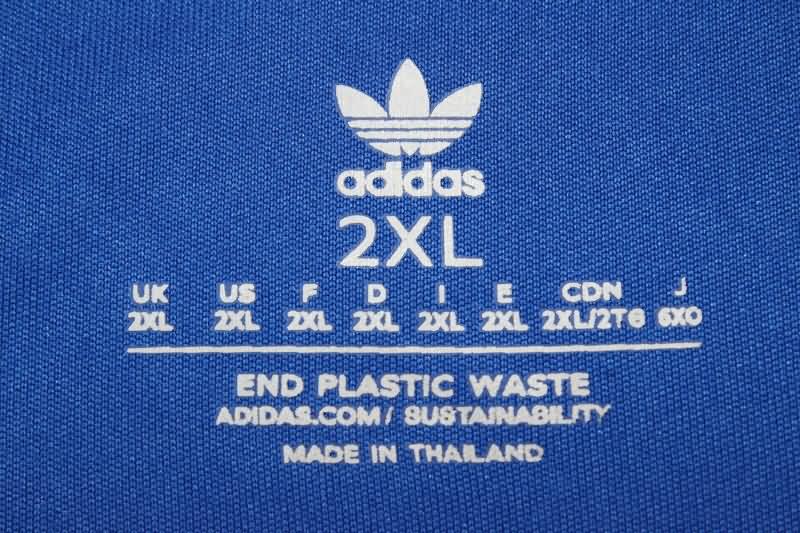 adidas
2XL
UK US F D I E CDN J
2XL 2XL 2XL 2XL 2XL 2XL 2XL/2TG 6XO
END PLASTIC WASTE
ADIDAS.COM/ SUSTAINABILITY
MADE IN THAILAND